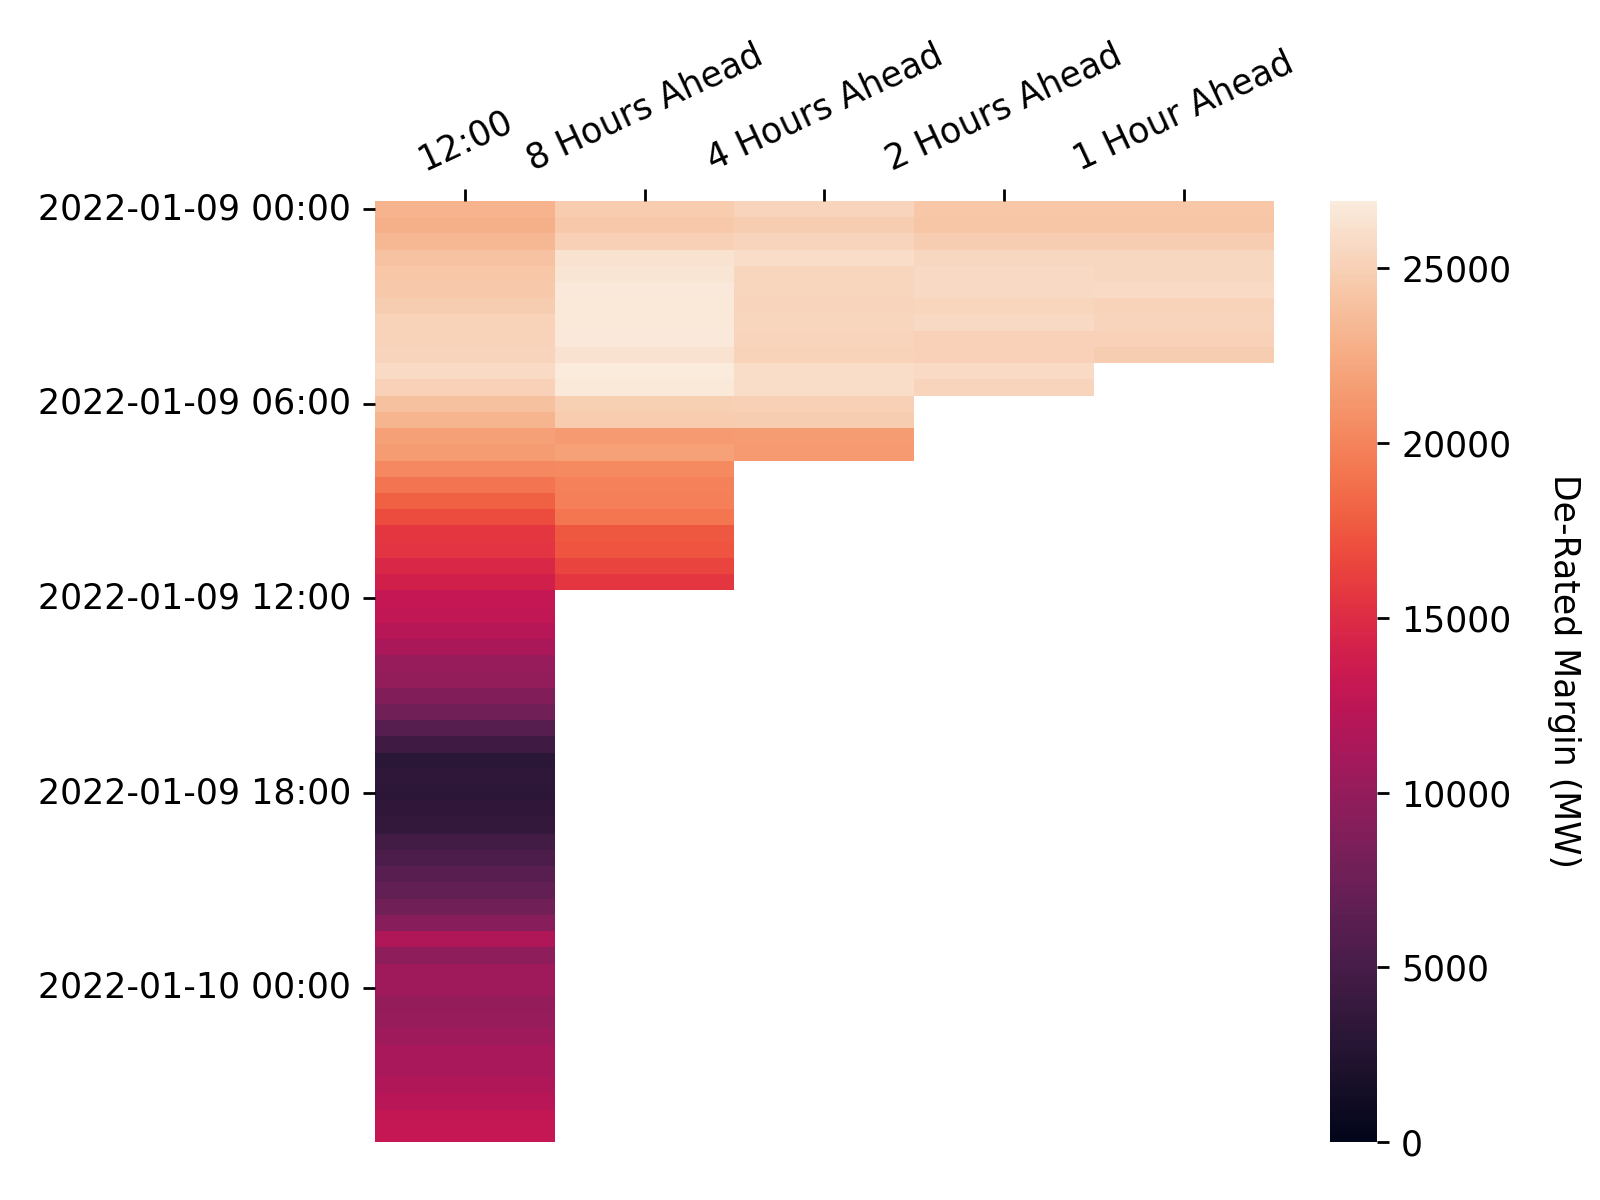 12:00
8 Hours Ahead
4 Hours Ahead
2 Hours Ahead
1 Hour Ahead
2022-01-09 00:00
2022-01-09 06:00
2022-01-09 12:00
2022-01-09 18:00
2022-01-10 00:00
25000
20000
15000
10000
5000
0
De-Rated Margin (MW)